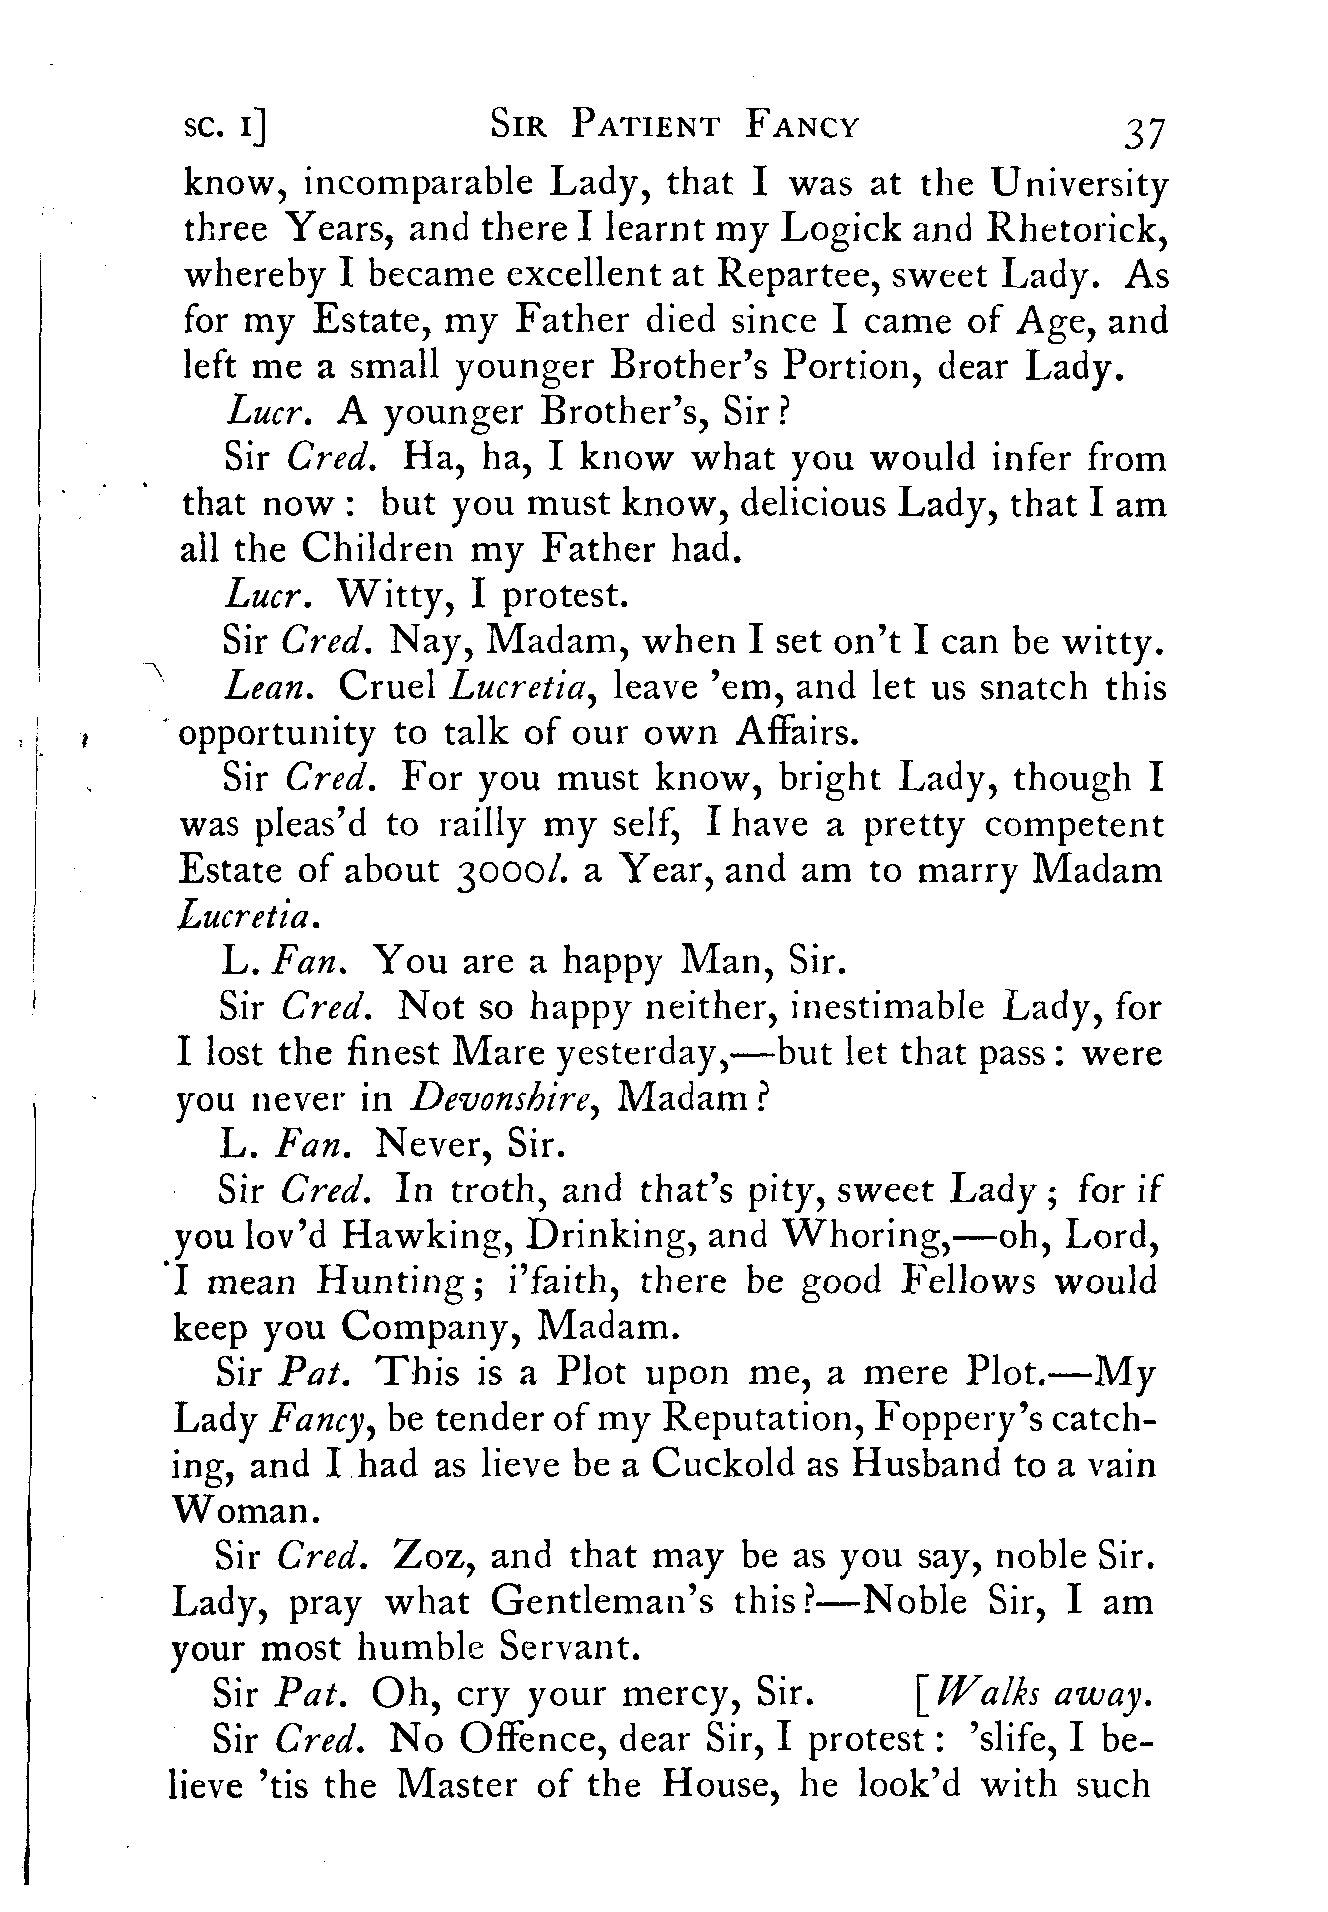 SC. I] SIR PATIENT FANCY 37
know, incomparable Lady, that I was at the University
three Years, and there I learnt my Logick and Rhetorick,
whereby I became excellent at Repartee, sweet Lady. As
for my Estate, my Father died since I came of Age, and
left me a small younger Brother's Portion, dear Lady.
Lucr. A younger Brother's, Sir?
Sir Cred. Ha, ha, I know what you would infer from
that now: but you must know, delicious Lady, that I am
all the Children my Father had.
Lucr. Witty, I protest.
Sir Cred. Nay, Madam, when I set on't I can be witty.
Lean. Cruel Lucretia, leave 'em, and let us snatch this
opportunity to talk of our own Affairs.
Sir Cred. For you must know, bright Lady, though I
was pleas'd to railly my self, I have a pretty competent
Estate of about 3000l. a Year, and am to marry Madam
Lucretia.
L. Fan. You are a happy Man, Sir.
Sir Cred. Not so happy neither, inestimable Lady, for
I lost the finest Mare yesterday,—but let that pass: were
you never in Devonshire, Madam?
L. Fan. Never, Sir.
Sir Cred. In troth, and that's pity, sweet Lady; for if
you lov'd Hawking, Drinking, and Whoring,—oh, Lord,
I mean Hunting; i'faith, there be good Fellows would
keep you Company, Madam.
Sir Pat. This is a Plot upon me, a mere Plot.—My
Lady Fancy, be tender of my Reputation, Foppery's catch-
ing, and I had as lieve be a Cuckold as Husband to a vain
Woman.
Sir Cred. Zoz, and that may be as you say, noble Sir.
Lady, pray what Gentleman's this?—Noble Sir, I am
your most humble Servant.
Sir Pat. Oh, cry your mercy, Sir. [Walks away.
Sir Cred. No Offence, dear Sir, I protest: 'slife, I be-
lieve 'tis the Master of the House, he look'd with such